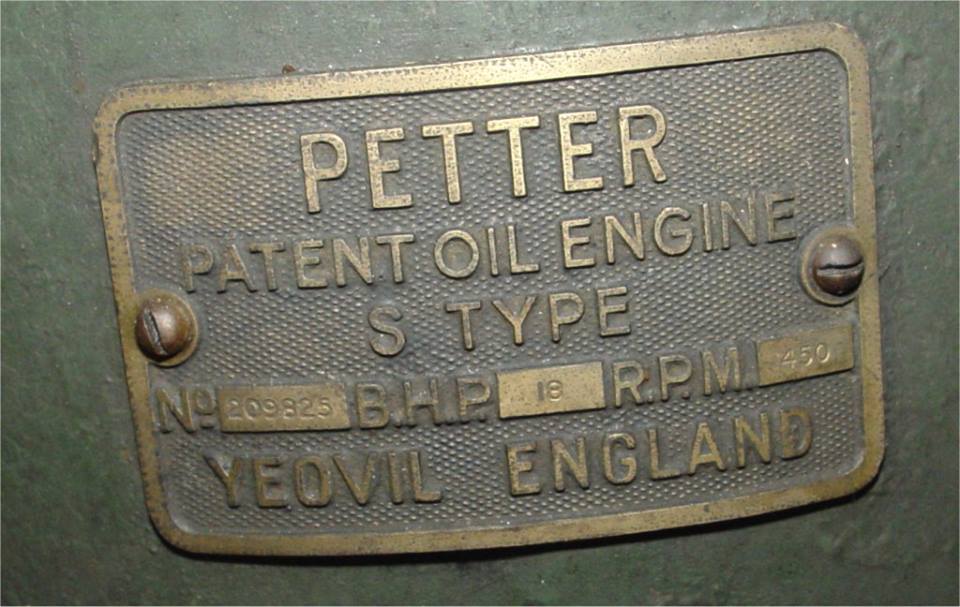 PETTER
PATENT OIL ENGINE
S TYPE
No 209825 B.H.P. 18 R.P.M. 450
YEOVIL ENGLAND